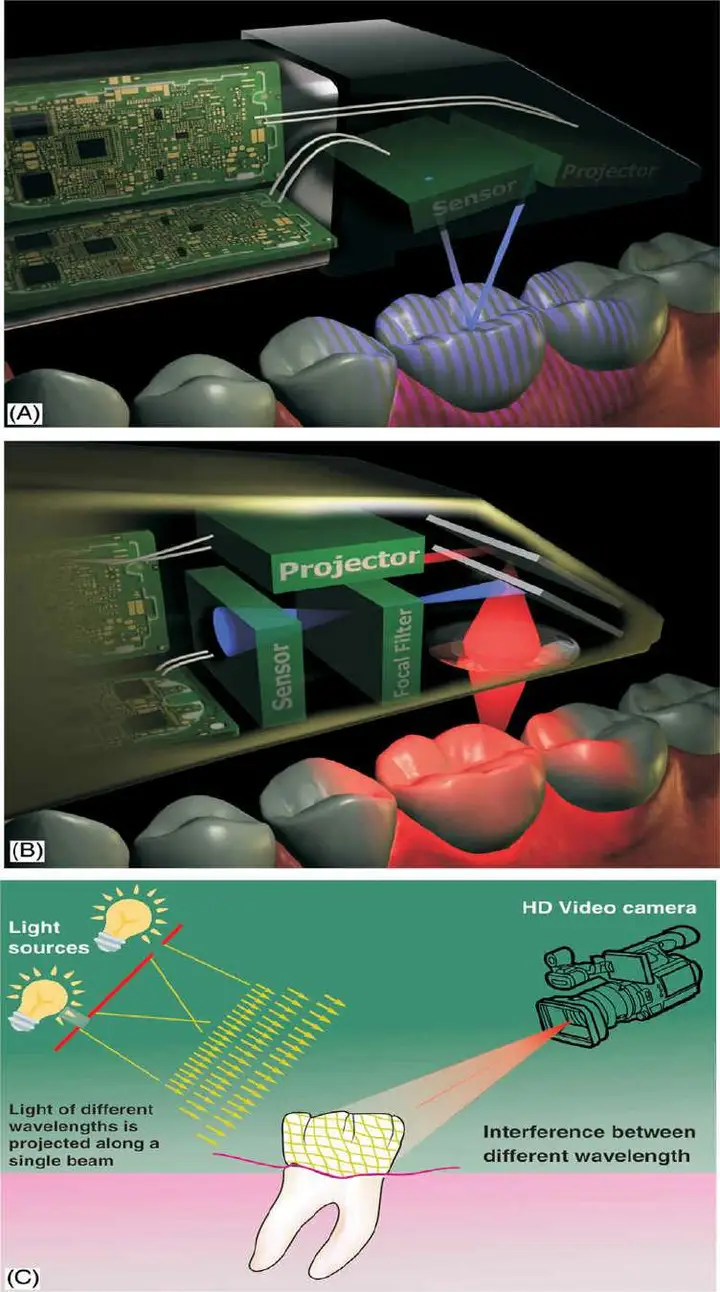 Sensor
Projector
(A)
Projector
Sensor
Focal Filter
(B)
Light
sources
HD Video camera
Light of different
wavelengths is
projected along a
single beam
Interference between
different wavelength
(C)